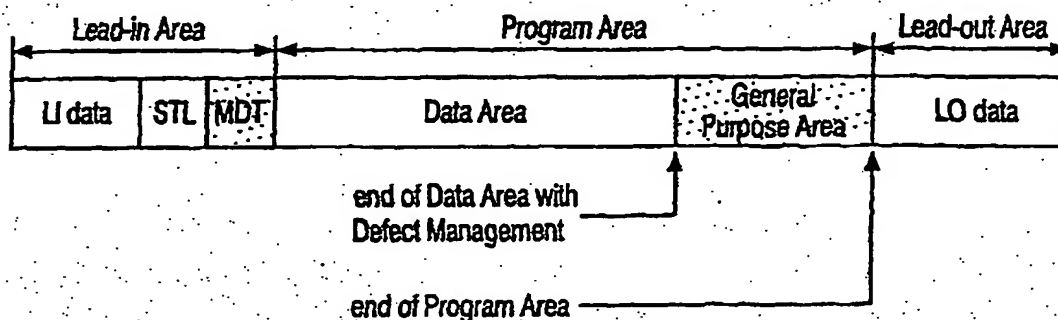 Lead-in Area Program Area Lead-out Area
LI data STL MDT Data Area General Purpose Area LO data
end of Data Area with
Defect Management
end of Program Area